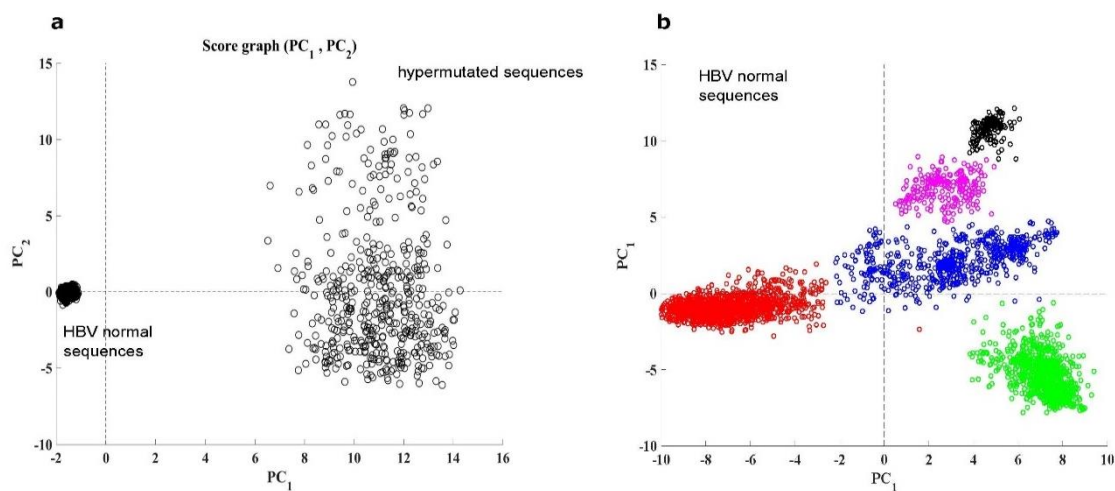 a
Score graph (PC1 , PC2)
hypermutated sequences
15
10
5
0
-5
-10
PC2
HBV normal
sequences
-2 0 2 4 6 8 10 12 14 16
PC1
b
HBV normal
sequences
15
10
5
0
-5
-10
PC1
-10 -8 -6 -4 -2 0 2 4 6 8 10
PC1